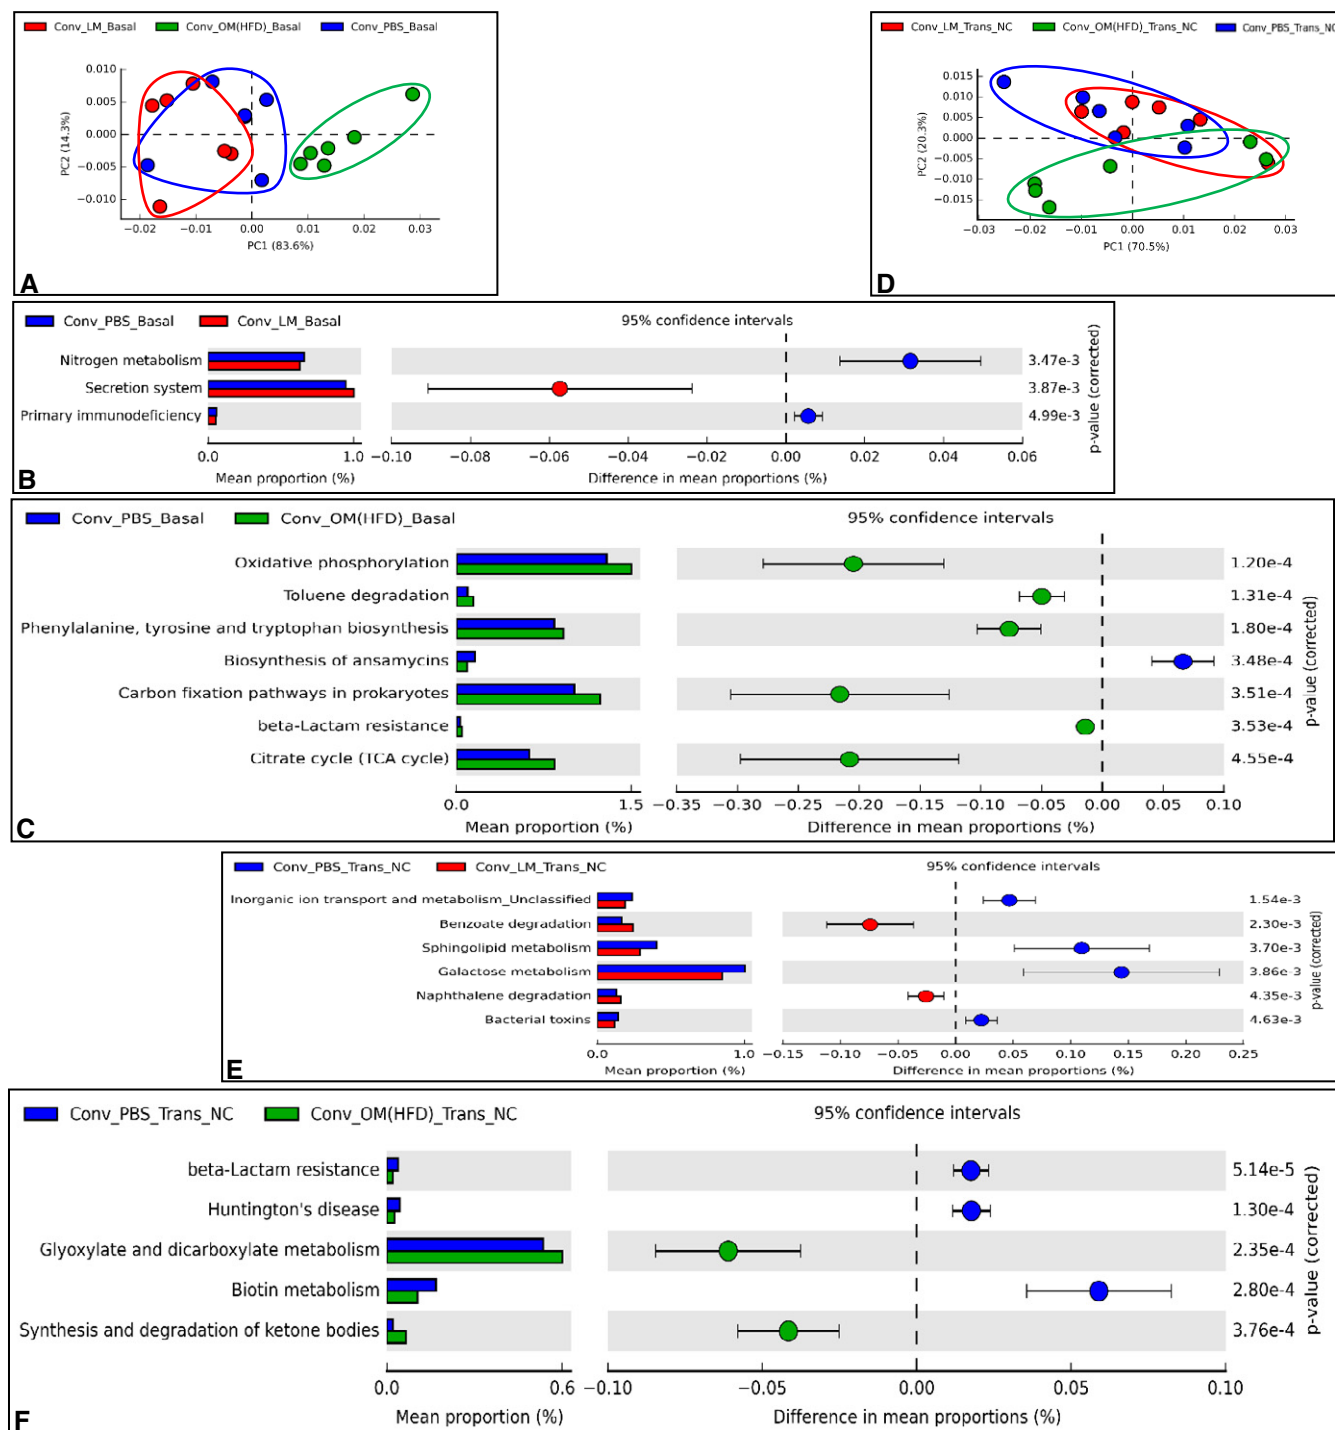 Conv_LM_Basal Conv_OM(HFD)_Basal Conv_PBS_Basal
0.010
0.005
0.000
−0.005
−0.010
PC2 (14.3%)
−0.02 −0.01 0.00 0.01 0.02 0.03
PC1 (83.6%)
A
Conv_LM_Trans_NC Conv_OM(HFD)_Trans_NC Conv_PBS_Trans_NC
0.015
0.010
0.005
0.000
−0.005
−0.010
−0.015
PC2 (20.3%)
−0.03 −0.02 −0.01 0.00 0.01 0.02 0.03
PC1 (70.5%)
D
Conv_PBS_Basal Conv_LM_Basal 95% confidence intervals
Nitrogen metabolism 3.47e-3
Secretion system 3.87e-3
Primary immunodeficiency 4.99e-3
p-value (corrected)
0.0 1.0 −0.10 −0.08 −0.06 −0.04 −0.02 0.00 0.02 0.04 0.06
Mean proportion (%) Difference in mean proportions (%)
B
Conv_PBS_Basal Conv_OM(HFD)_Basal 95% confidence intervals
Oxidative phosphorylation 1.20e-4
Toluene degradation 1.31e-4
Phenylalanine, tyrosine and tryptophan biosynthesis 1.80e-4
Biosynthesis of ansamycins 3.48e-4
Carbon fixation pathways in prokaryotes 3.51e-4
beta-Lactam resistance 3.53e-4
Citrate cycle (TCA cycle) 4.55e-4
p-value (corrected)
0.0 1.5 −0.35 −0.30 −0.25 −0.20 −0.15 −0.10 −0.05 0.00 0.05 0.10
Mean proportion (%) Difference in mean proportions (%)
C
Conv_PBS_Trans_NC Conv_LM_Trans_NC 95% confidence intervals
Inorganic ion transport and metabolism_Unclassified 1.54e-3
Benzoate degradation 2.30e-3
Sphingolipid metabolism 3.70e-3
Galactose metabolism 3.86e-3
Naphthalene degradation 4.35e-3
Bacterial toxins 4.63e-3
p-value (corrected)
0.0 1.0 −0.15 −0.10 −0.05 0.00 0.05 0.10 0.15 0.20 0.25
Mean proportion (%) Difference in mean proportions (%)
E
Conv_PBS_Trans_NC Conv_OM(HFD)_Trans_NC 95% confidence intervals
beta-Lactam resistance 5.14e-5
Huntington's disease 1.30e-4
Glyoxylate and dicarboxylate metabolism 2.35e-4
Biotin metabolism 2.80e-4
Synthesis and degradation of ketone bodies 3.76e-4
p-value (corrected)
0.0 0.6 −0.10 −0.05 0.00 0.05 0.10
Mean proportion (%) Difference in mean proportions (%)
F